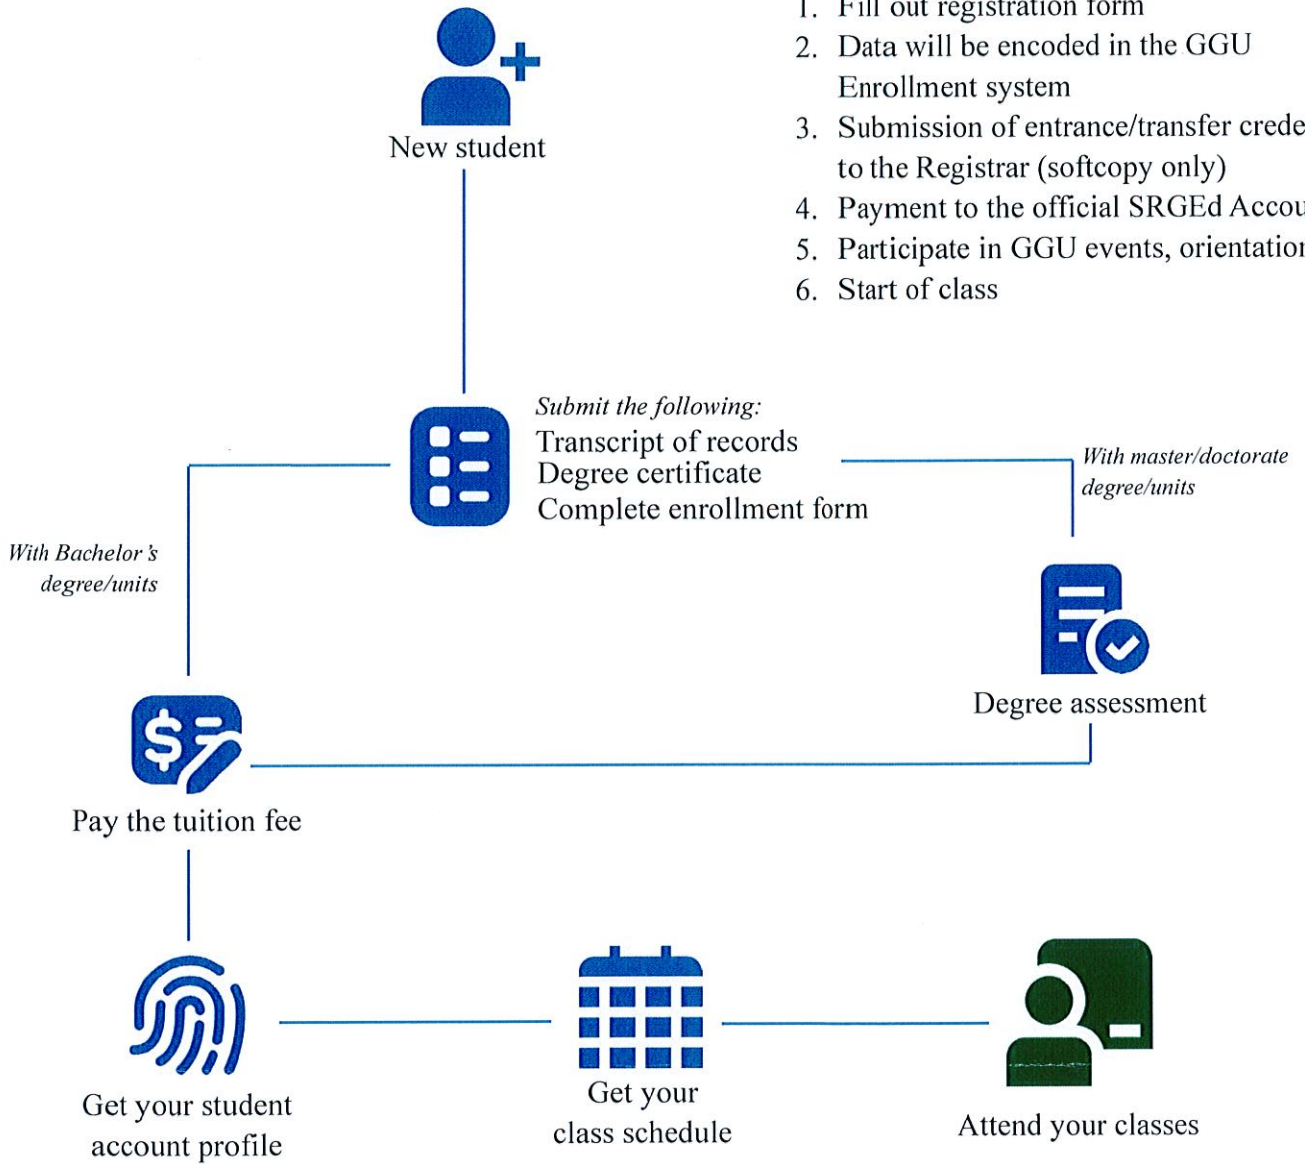 1. Fill out registration form
2. Data will be encoded in the GGU
Enrollment system
3. Submission of entrance/transfer
to the Registrar (softcopy only)
4. Payment to the official SRGEd
5. Participate in GGU events,
6. Start of class
New student
Submit the following:
Transcript of records
Degree certificate
Complete enrollment form
With master/doctorate
degree/units
With Bachelor's
degree/units
Degree assessment
Pay the tuition fee
Get your student
account profile
Get your
class schedule
Attend your classes